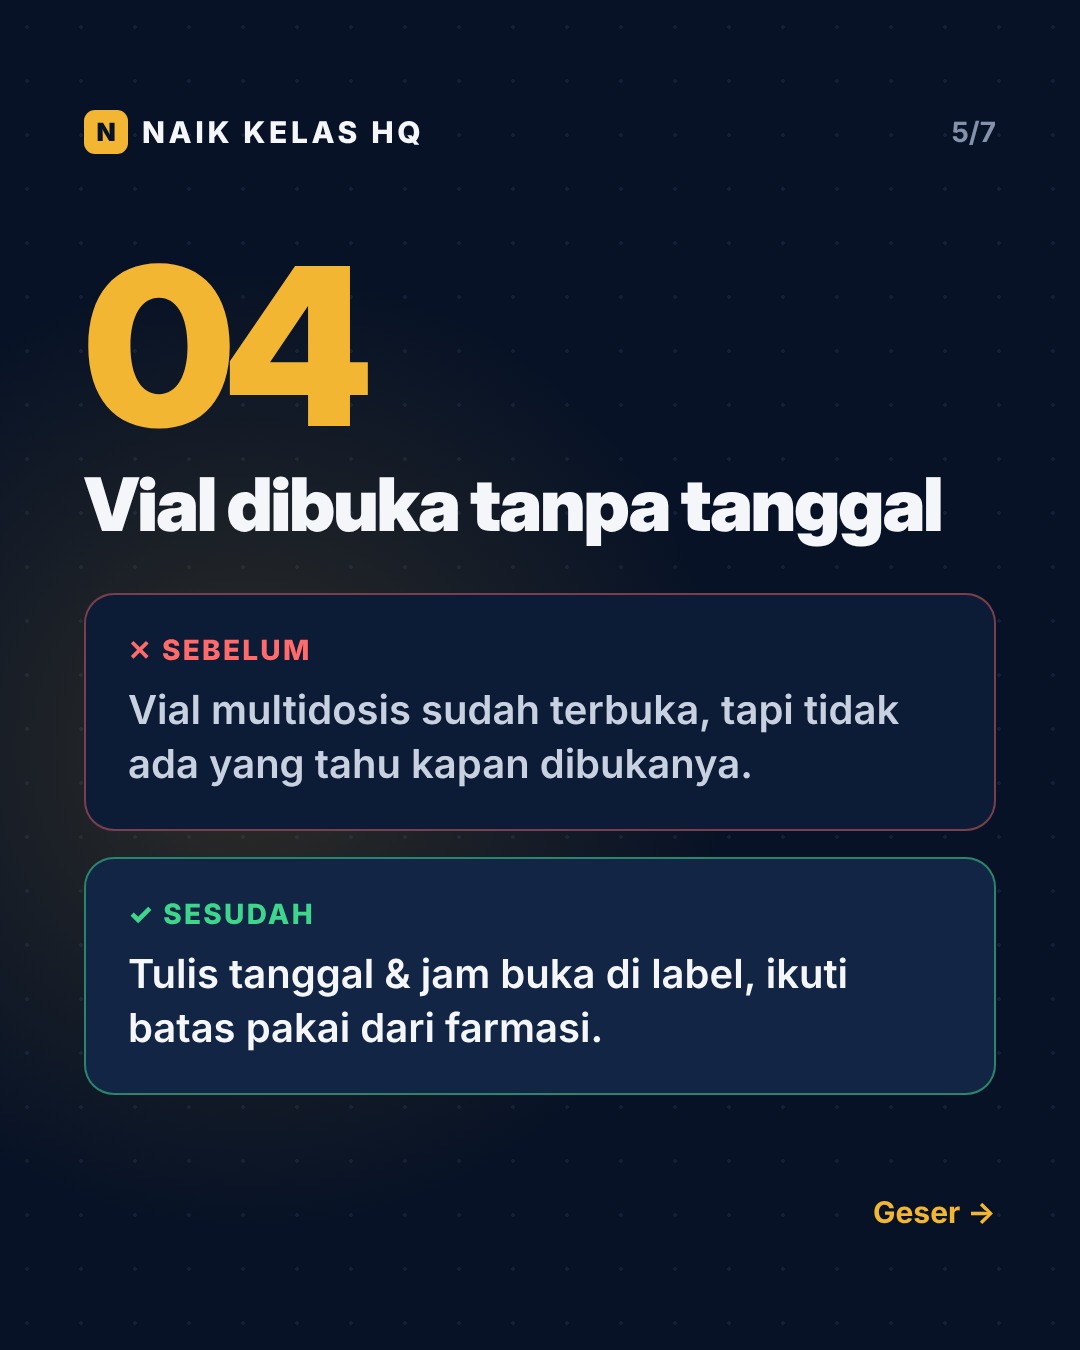 N NAIK KELAS HQ
5/7
04
Vial dibuka tanpa tanggal
✕ SEBELUM
Vial multidosis sudah terbuka, tapi tidak
ada yang tahu kapan dibukanya.
✓ SESUDAH
Tulis tanggal & jam buka di label, ikuti
batas pakai dari farmasi.
Geser →